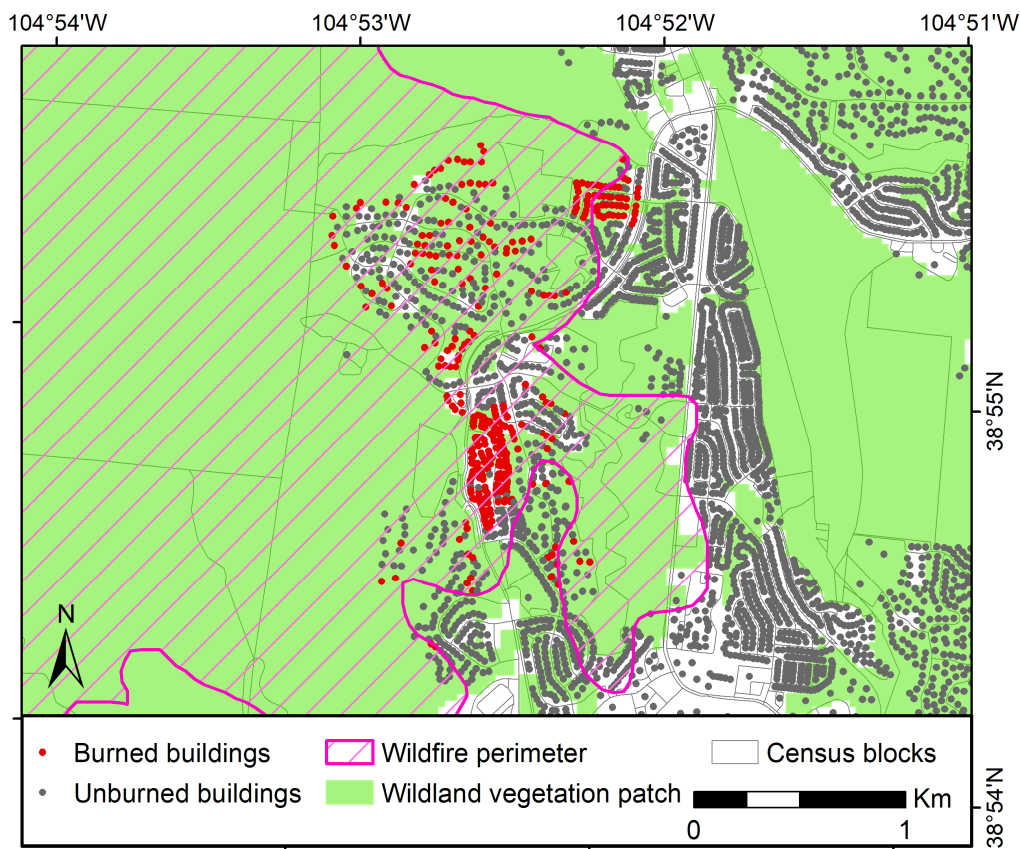 104°54'W 104°53'W 104°52'W 104°51'W
38°55'N
N
Burned buildings Wildfire perimeter Census blocks
Unburned buildings Wildland vegetation patch Km
0 1
38°54'N